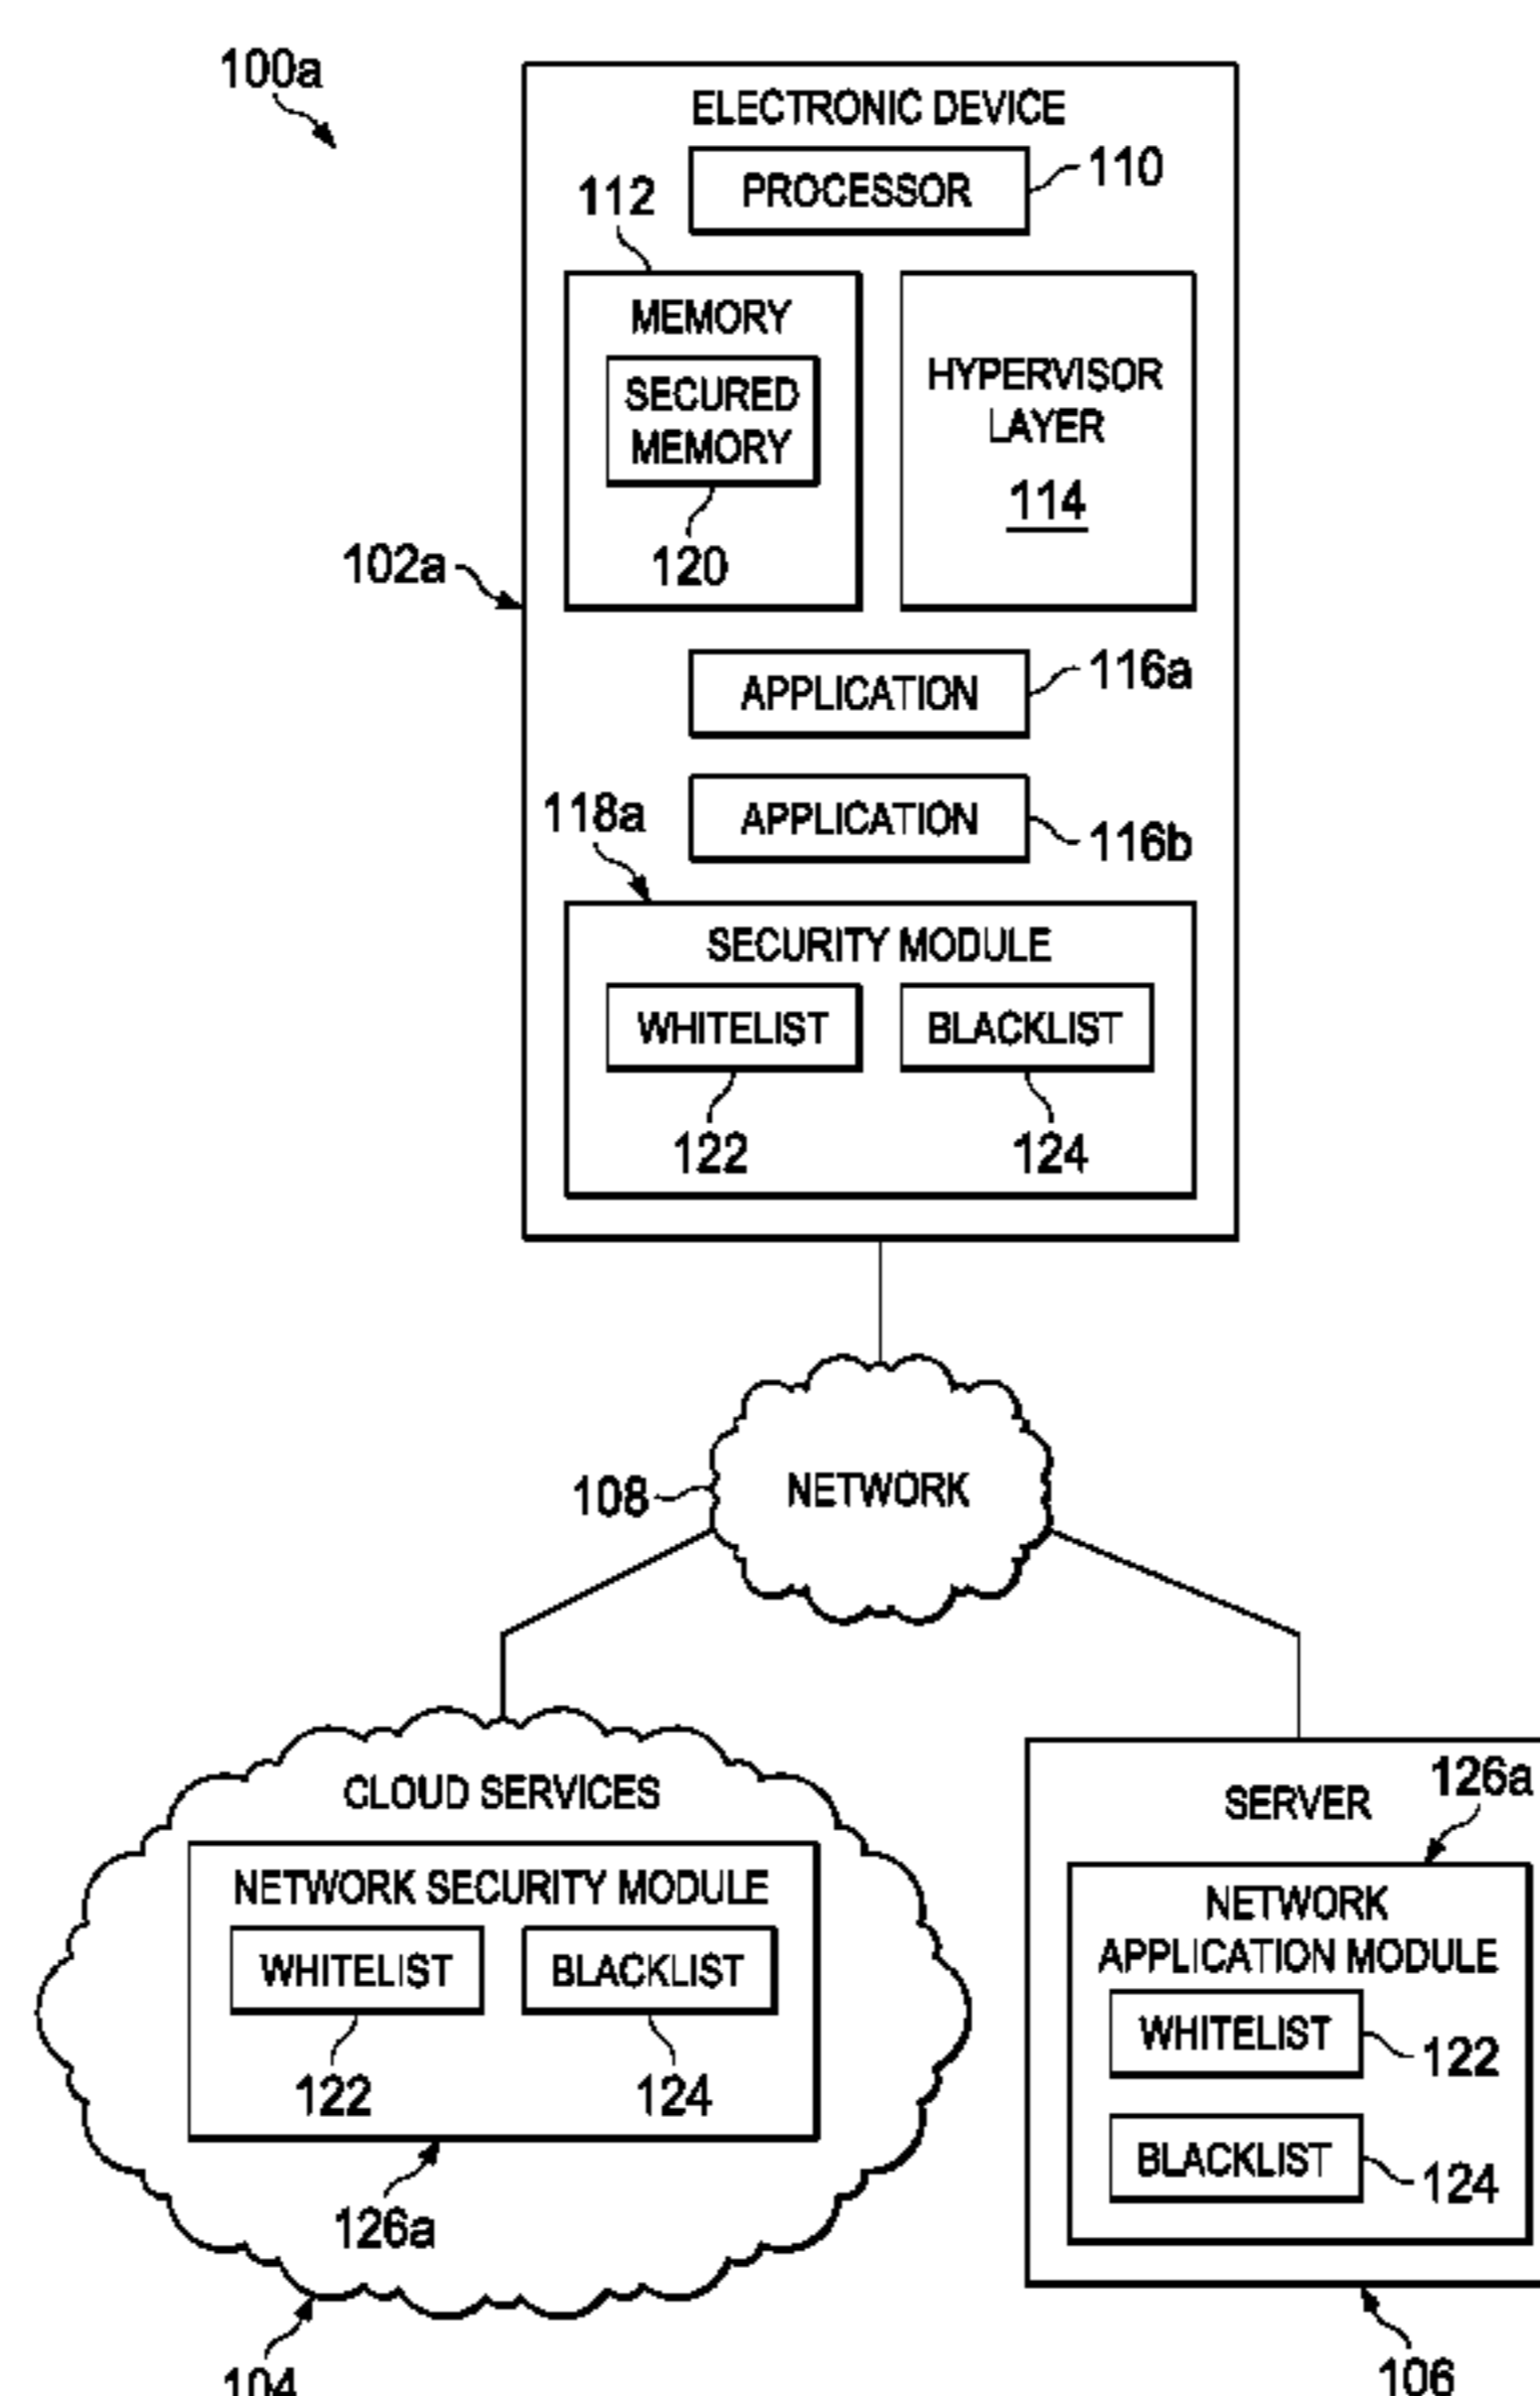 100a
ELECTRONIC DEVICE
PROCESSOR
110
112
MEMORY
SECURED
MEMORY
120
HYPERVISOR
LAYER
114
102a
APPLICATION
116a
APPLICATION
116b
118a
SECURITY MODULE
WHITELIST
BLACKLIST
122
124
108
NETWORK
CLOUD SERVICES
NETWORK SECURITY MODULE
WHITELIST
BLACKLIST
122
124
126a
104
SERVER
126a
NETWORK
APPLICATION MODULE
WHITELIST
122
BLACKLIST
124
106